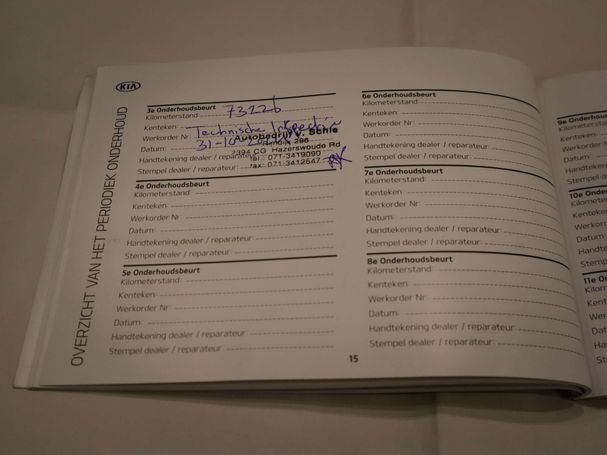 KIA
OVERZICHT VAN HET PERIODIEK ONDERHOUD
3e Onderhoudsbeurt
Kilometerstand: 73226
Kenteken:
Technische Inspectie
Werkorder Nr:
Autobedrijf v. Schie
Datum: 31-10-20
296
Handtekening dealer / reparateur:
2394 CG Hazerswoude Rd
Tel.: 071-3419090
Stempel dealer / reparateur:
fax: 071-3412547
4e Onderhoudsbeurt
Kilometerstand:
Kenteken:
Werkorder Nr:
Datum:
Handtekening dealer / reparateur:
Stempel dealer / reparateur:
5e Onderhoudsbeurt
Kilometerstand:
Kenteken:
Werkorder Nr:
Datum:
Handtekening dealer / reparateur:
Stempel dealer / reparateur:
6e Onderhoudsbeurt
Kilometerstand:
Kenteken:
Werkorder Nr:
Datum:
Handtekening dealer / reparateur:
Stempel dealer / reparateur:
7e Onderhoudsbeurt
Kilometerstand:
Kenteken:
Werkorder Nr:
Datum:
Handtekening dealer / reparateur:
Stempel dealer / reparateur:
8e Onderhoudsbeurt
Kilometerstand:
Kenteken:
Werkorder Nr:
Datum:
Handtekening dealer / reparateur:
Stempel dealer / reparateur:
15